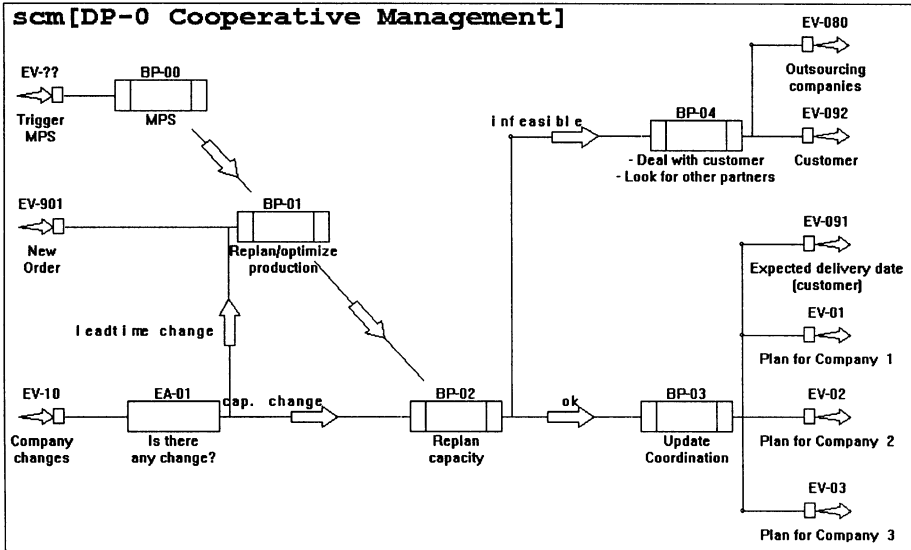 scm[DP-0 Cooperative Management]
EV-??
Trigger
MPS
BP-00
MPS
EV-901
New
Order
BP-01
Replan/optimize
production
leadtime change
EV-10
Company
changes
EA-01
Is there
any change?
cap. change
BP-02
Replan
capacity
infeasible
BP-04
- Deal with customer
- Look for other partners
EV-080
Outsourcing
companies
EV-092
Customer
ok
BP-03
Update
Coordination
EV-091
Expected delivery date
(customer)
EV-01
Plan for Company 1
EV-02
Plan for Company 2
EV-03
Plan for Company 3